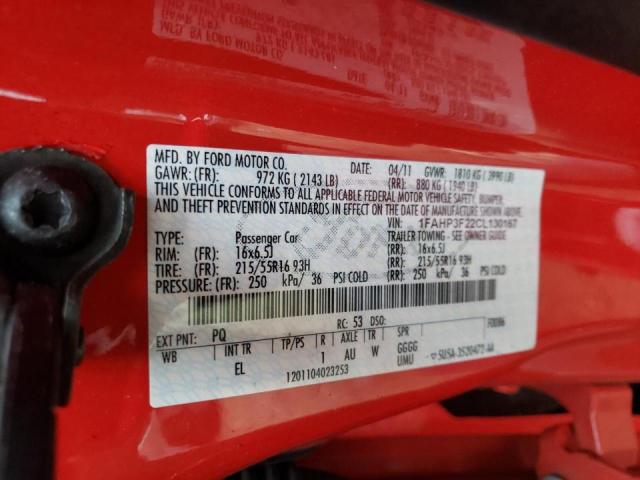 MFD. BY FORD MOTOR CO.
DATE: 04/11 GVWR: 1810 KG ( 3990 LB)
GAWR: (FR): 972 KG ( 2143 LB) (RR): 880 KG ( 1940 LB)
THIS VEHICLE CONFORMS TO ALL APPLICABLE FEDERAL MOTOR VEHICLE SAFETY, BUMPER,
AND THEFT PREVENTION STANDARDS IN EFFECT ON THE DATE OF MANUFACTURE SHOWN ABOVE.
VIN: 1FAHP3F22CL130167
TYPE: Passenger Car TRAILER TOWING - SEE OWNER GUIDE
RIM: (FR): 16x6.5J (RR): 16x6.5J
TIRE: (FR): 215/55R16 93H (RR): 215/55R16 93H
PRESSURE: (FR): 250 kPa/ 36 PSI COLD (RR): 250 kPa/ 36 PSI COLD
F0086
EXT PNT: PQ RC: 53 DSO:
WB INT TR TP/PS R AXLE TR SPR
EL 1 AU W GGGG
UMU 5U5A-3520472-AA
1201104023253